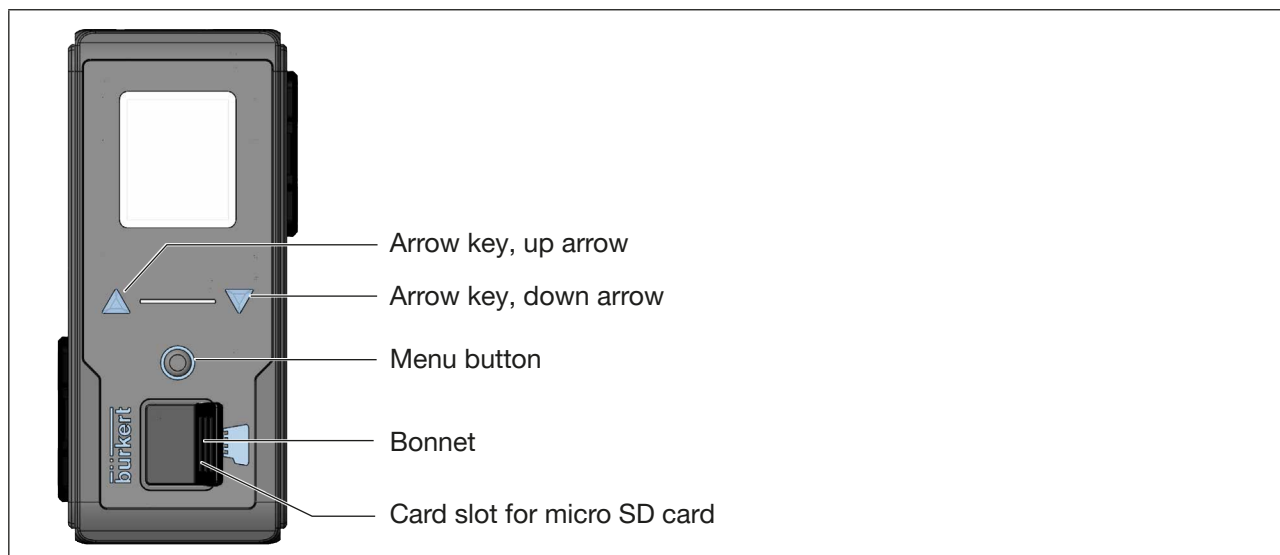 Arrow key, up arrow
Arrow key, down arrow
Menu button
bürkert
Bonnet
Card slot for micro SD card